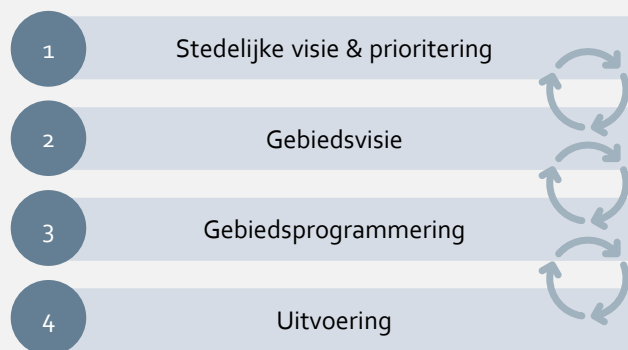 1
Stedelijke visie & prioritering
2
Gebiedsvisie
3
Gebiedsprogrammering
4
Uitvoering